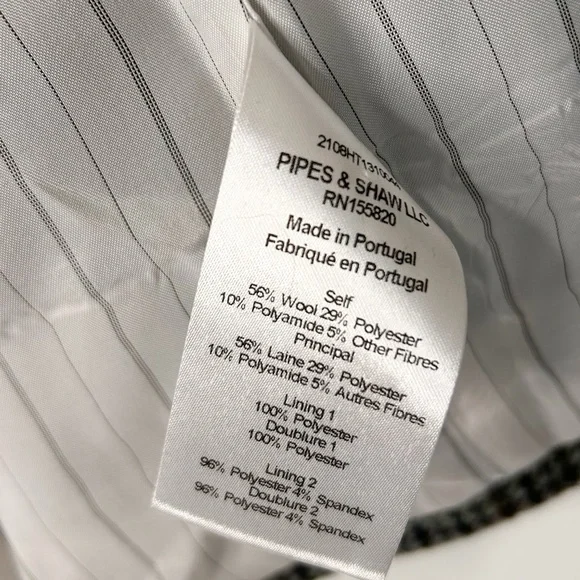 PIPES & SHAW LLC
RN155820
Made in Portugal
Fabriqué en Portugal
Self
56% Wool 29% Polyester
10% Polyamide 5% Other Fibres
Principal
56% Laine 29% Polyester
10% Polyamide 5% Autres Fibres
Lining 1
100% Polyester
Doublure 1
100% Polyester
Lining 2
96% Polyester 4% Spandex
Doublure 2
96% Polyester 4% Spandex